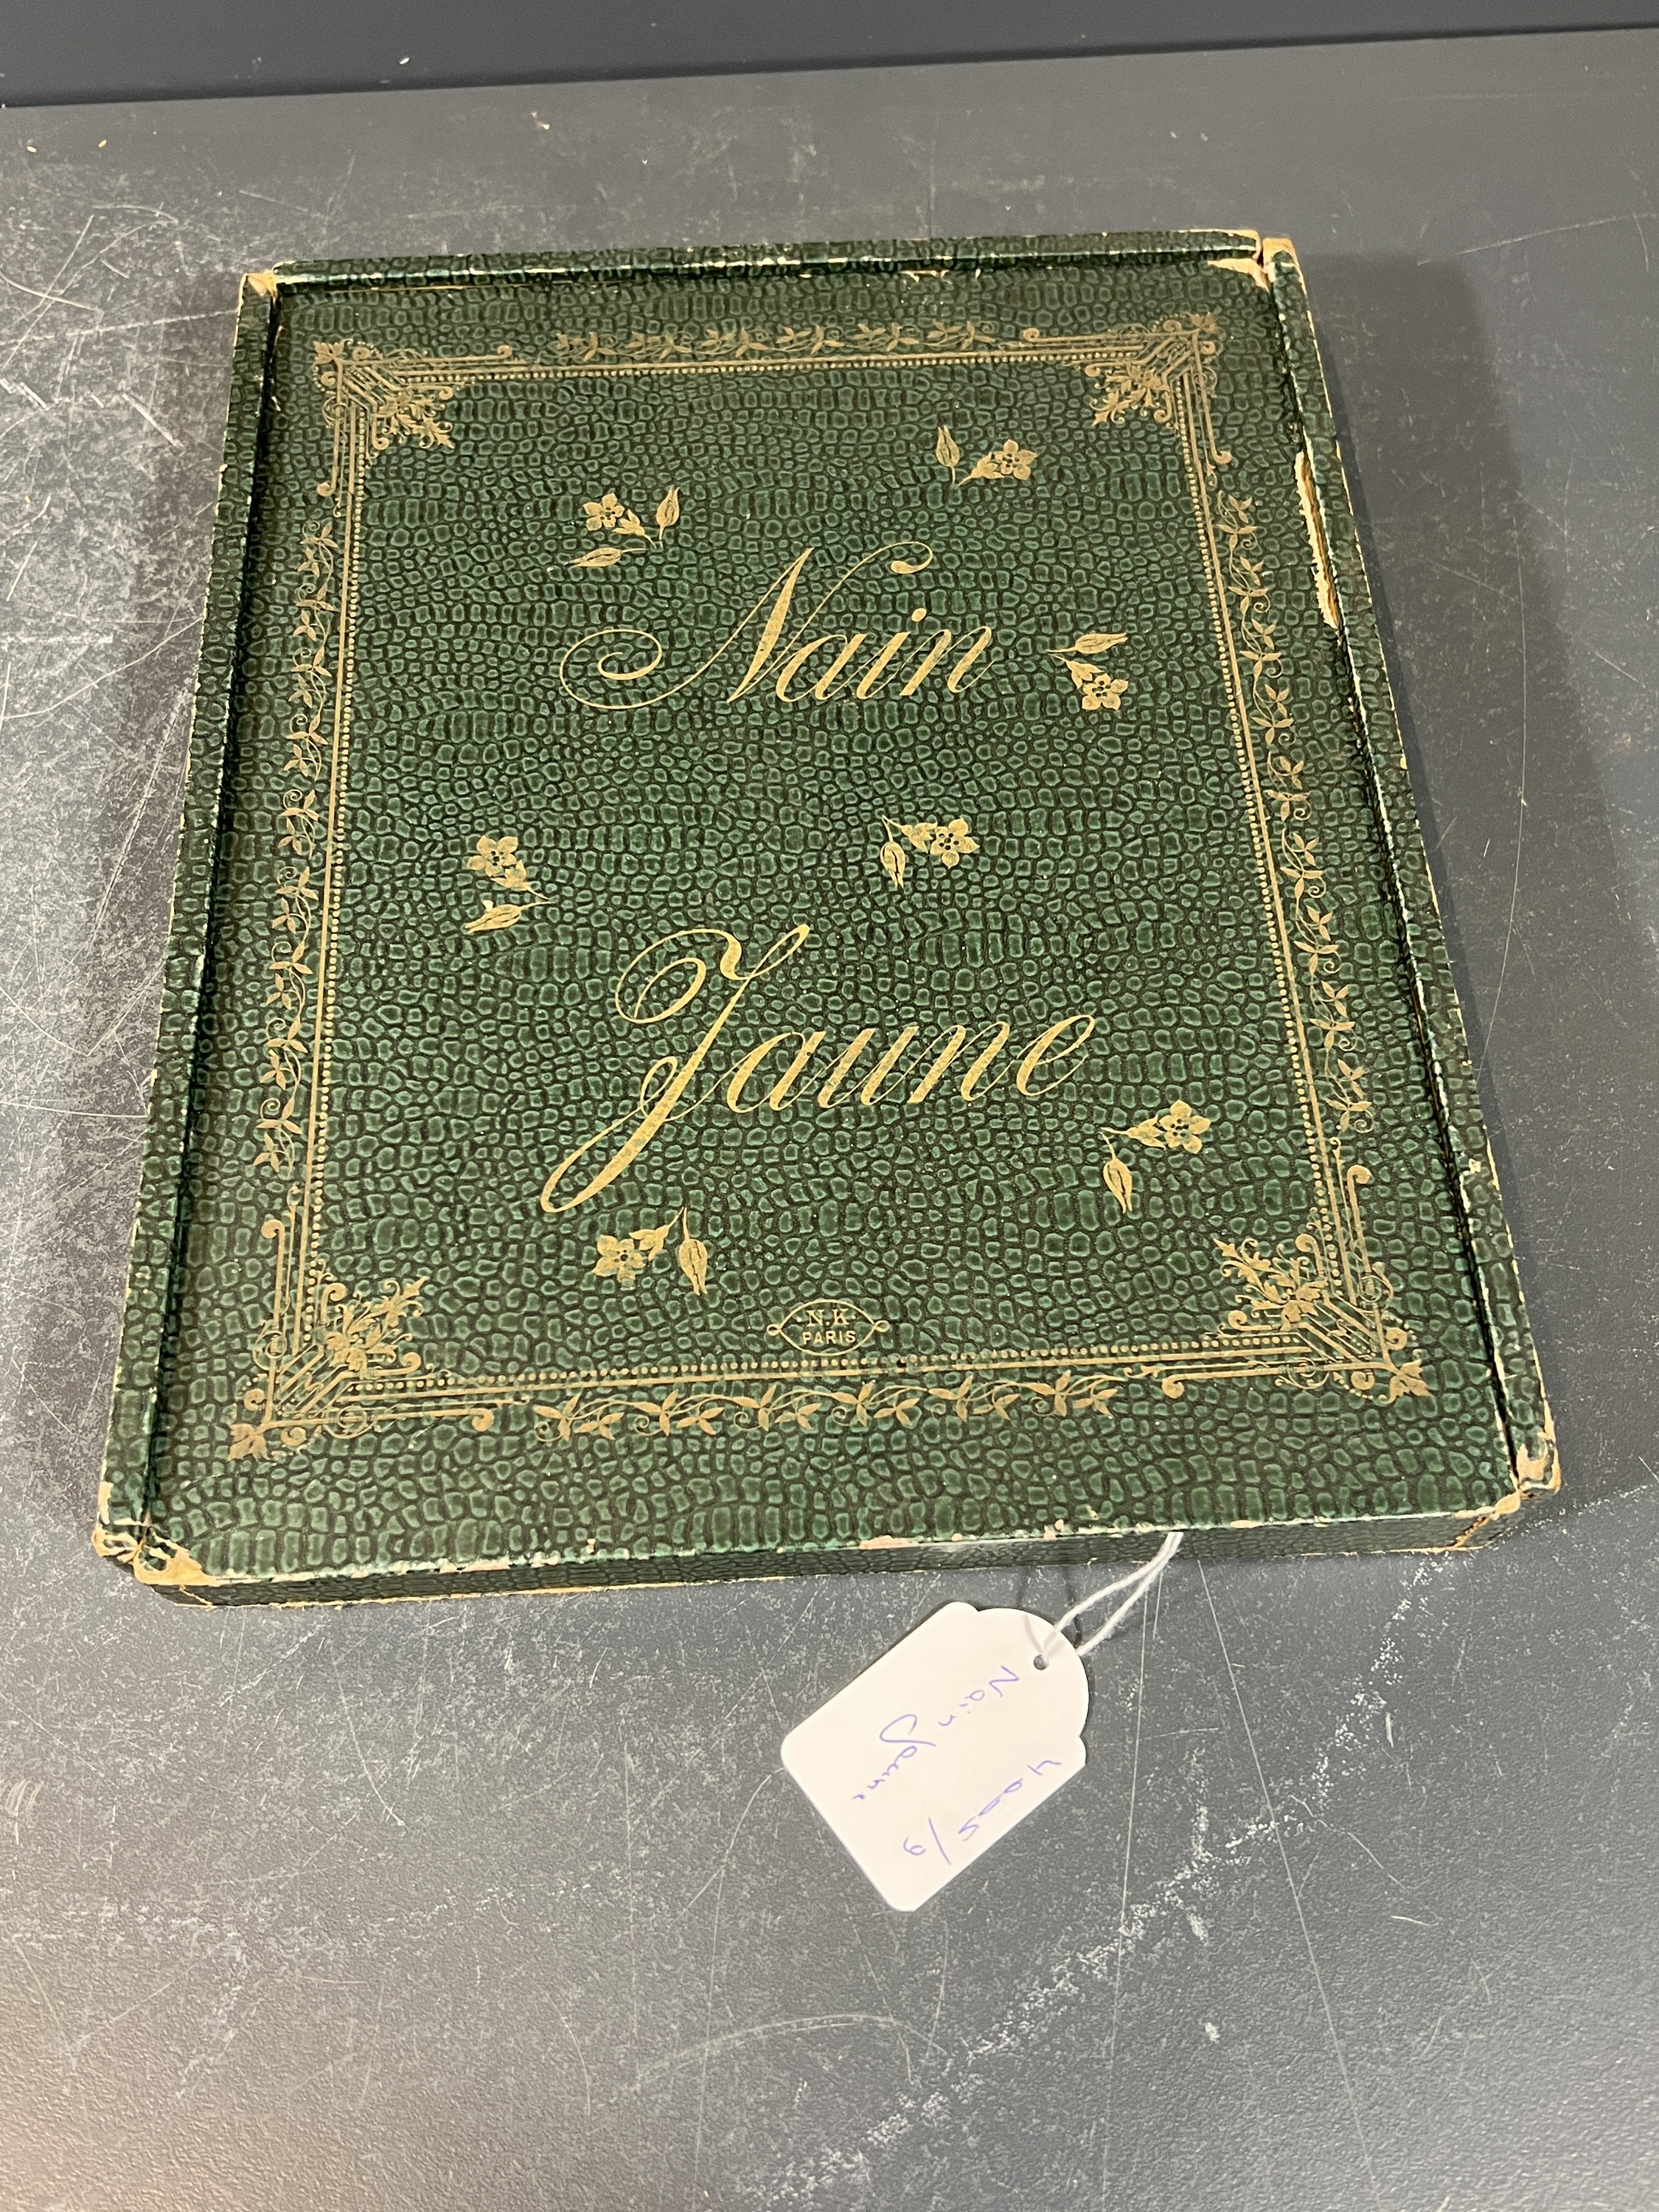 Nain
Jaune
N.K
PARIS
Nain Jaune
4005/9